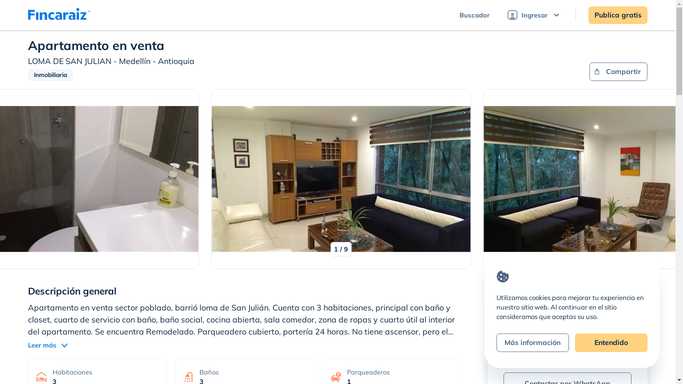 Fincaraiz
Buscador
Ingresar
Publica gratis
Apartamento en venta
LOMA DE SAN JULIAN - Medellín - Antioquia
Inmobiliaria
Compartir
1 / 9
Descripción general
Apartamento en venta sector poblado, barrió loma de San Julián. Cuenta con 3 habitaciones, principal con baño y
closet, cuarto de servicio con baño, baño social, cocina abierta, sala comedor, zona de ropas y cuarto útil al interior
del apartamento. Se encuentra Remodelado. Parqueadero cubierto, portería 24 horas. No tiene ascensor, pero el...
Leer más
Habitaciones
3
Baños
3
Parqueaderos
1
Utilizamos cookies para mejorar tu experiencia en
nuestro sitio web. Al continuar en el sitio
consideramos que aceptas su uso.
Más información
Entendido
Contactar por WhatsApp